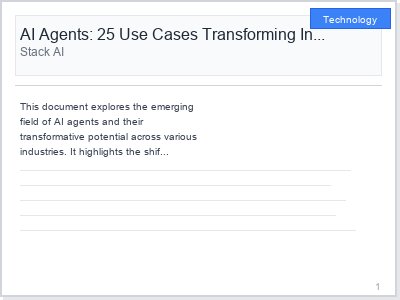 Technology
AI Agents: 25 Use Cases Transforming In...
Stack AI
This document explores the emerging
field of AI agents and their
transformative potential across various
industries. It highlights the shif...
1